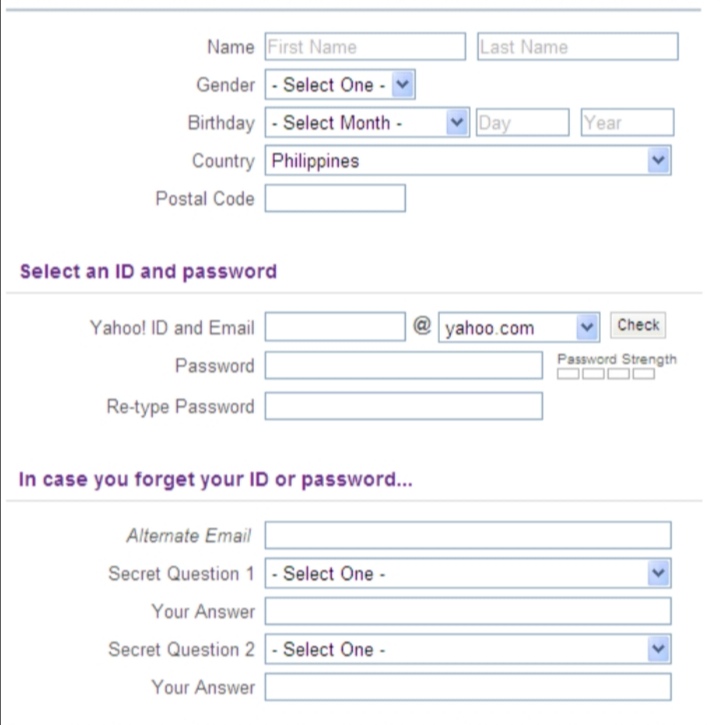 Name First Name Last Name
Gender - Select One -
Birthday - Select Month - Day Year
Country Philippines
Postal Code
Select an ID and password
Yahoo! ID and Email @ yahoo.com Check
Password Password Strength
Re-type Password
In case you forget your ID or password...
Alternate Email
Secret Question 1 - Select One -
Your Answer
Secret Question 2 - Select One -
Your Answer